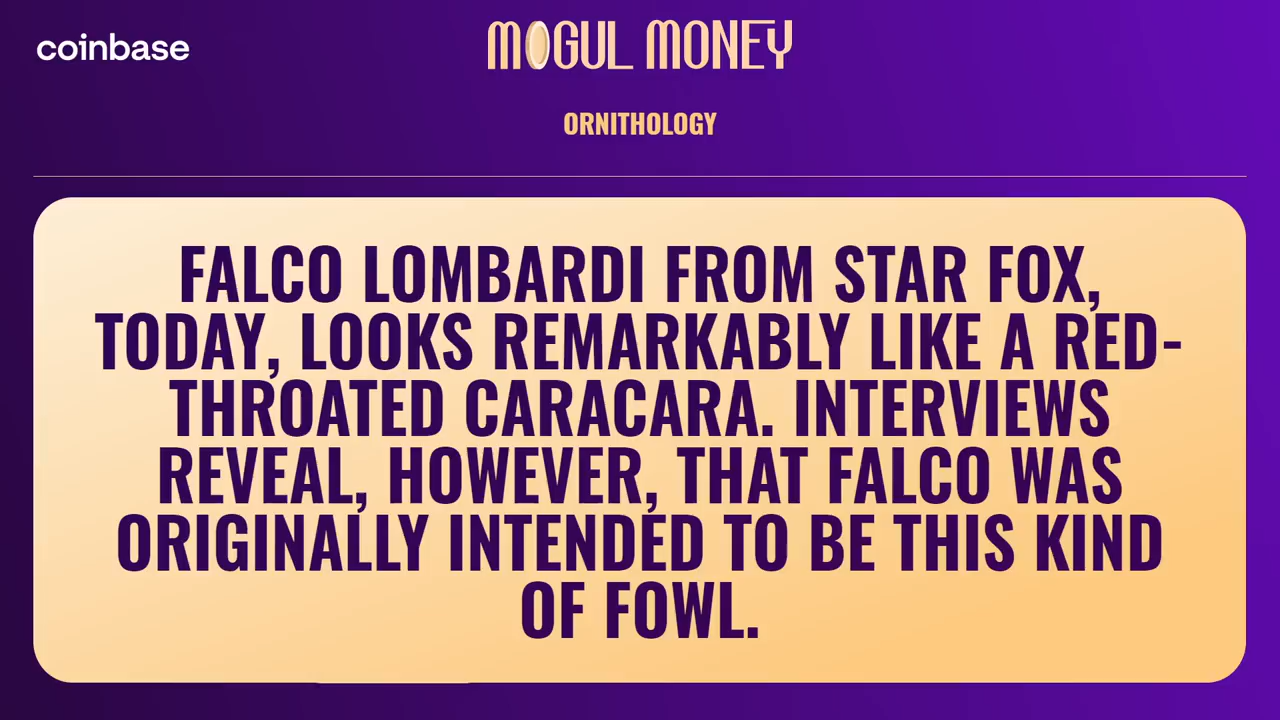 coinbase
MOGUL MONEY
ORNITHOLOGY
FALCO LOMBARDI FROM STAR FOX,
TODAY, LOOKS REMARKABLY LIKE A RED-
THROATED CARACARA. INTERVIEWS
REVEAL, HOWEVER, THAT FALCO WAS
ORIGINALLY INTENDED TO BE THIS KIND
OF FOWL.